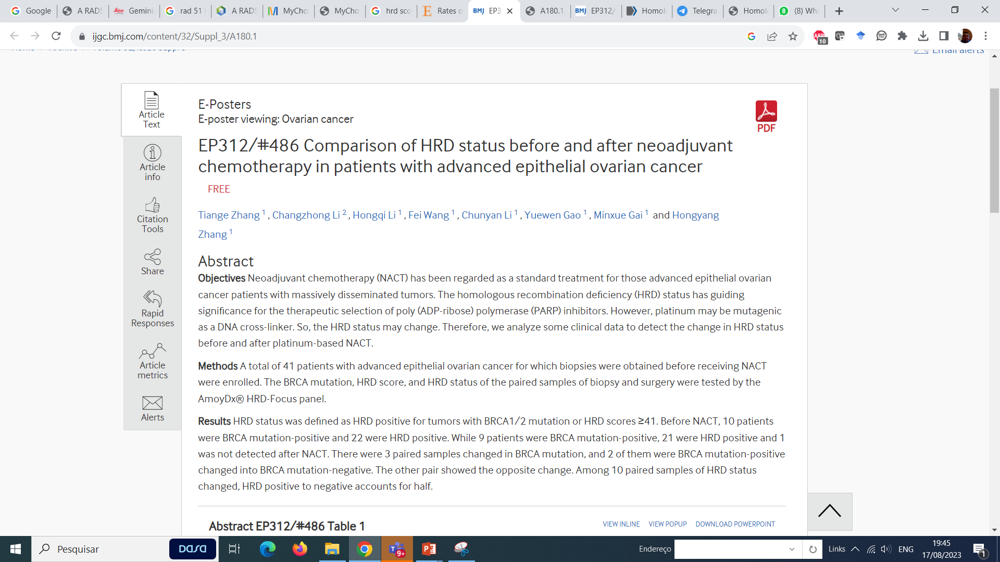 Google
A RAD5
Leica
Gemini
rad 51
A RAD5
MyCho
MyCho
hrd sco
Rates o
BMJ EP3
A180.1
BMJ EP312/
Homol
Telegra
Homol
(8) Wha
ijgc.bmj.com/content/32/Suppl_3/A180.1
ABP
10
Email alerts
Article
Text
Article
info
Citation
Tools
Share
Rapid
Responses
Article
metrics
Alerts
E-Posters
E-poster viewing: Ovarian cancer
PDF
EP312/#486 Comparison of HRD status before and after neoadjuvant
chemotherapy in patients with advanced epithelial ovarian cancer
FREE
Tiange Zhang 1, Changzhong Li 2, Hongqi Li 1, Fei Wang 1, Chunyan Li 1, Yuewen Gao 1, Minxue Gai 1 and Hongyang
Zhang 1
Abstract
Objectives Neoadjuvant chemotherapy (NACT) has been regarded as a standard treatment for those advanced epithelial ovarian
cancer patients with massively disseminated tumors. The homologous recombination deficiency (HRD) status has guiding
significance for the therapeutic selection of poly (ADP-ribose) polymerase (PARP) inhibitors. However, platinum may be mutagenic
as a DNA cross-linker. So, the HRD status may change. Therefore, we analyze some clinical data to detect the change in HRD status
before and after platinum-based NACT.
Methods A total of 41 patients with advanced epithelial ovarian cancer for which biopsies were obtained before receiving NACT
were enrolled. The BRCA mutation, HRD score, and HRD status of the paired samples of biopsy and surgery were tested by the
AmoyDx® HRD-Focus panel.
Results HRD status was defined as HRD positive for tumors with BRCA1/2 mutation or HRD scores ≥41. Before NACT, 10 patients
were BRCA mutation-positive and 22 were HRD positive. While 9 patients were BRCA mutation-positive, 21 were HRD positive and 1
was not detected after NACT. There were 3 paired samples changed in BRCA mutation, and 2 of them were BRCA mutation-positive
changed into BRCA mutation-negative. The other pair showed the opposite change. Among 10 paired samples of HRD status
changed, HRD positive to negative accounts for half.
Abstract EP312/#486 Table 1
VIEW INLINE VIEW POPUP DOWNLOAD POWERPOINT
Pesquisar
DASA
9+
Endereço
Links
ENG
19:45
17/08/2023
1